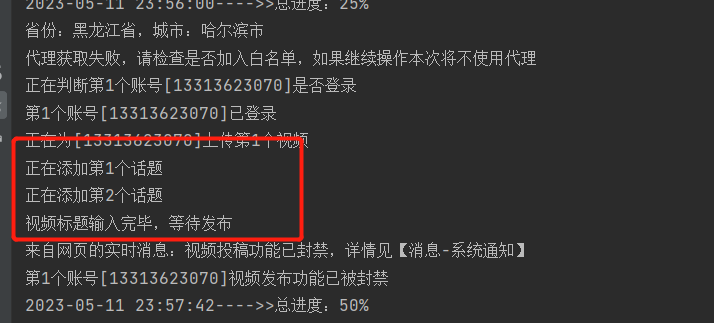 2023-05-11 23:56:00---->>总进度：25%
省份：黑龙江省，城市：哈尔滨市
代理获取失败，请检查是否加入白名单，如果继续操作本次将不使用代理
正在判断第1个账号[13313623070]是否登录
第1个账号[13313623070]已登录
正在为[13313623070]上传第1个视频
正在添加第1个话题
正在添加第2个话题
视频标题输入完毕，等待发布
来自网页的实时消息：视频投稿功能已封禁，详情见【消息-系统通知】
第1个账号[13313623070]视频发布功能已被封禁
2023-05-11 23:57:42---->>总进度：50%